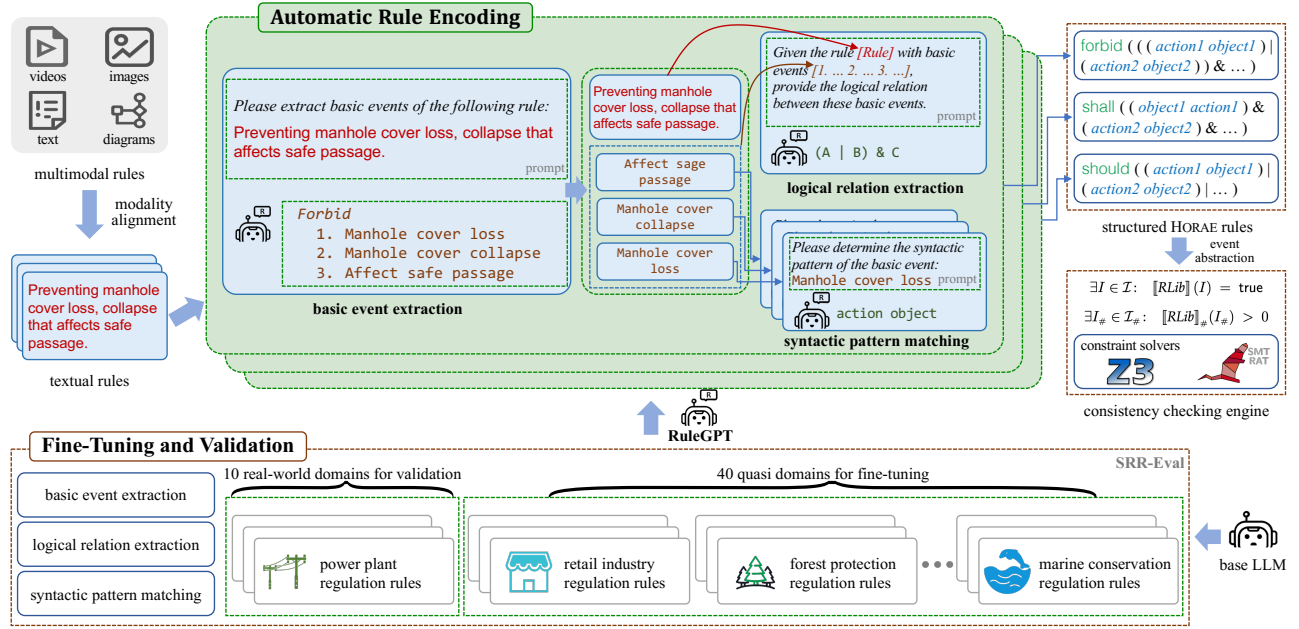 Automatic Rule Encoding
videos
images
text
diagrams
multimodal rules
modality
alignment
Preventing manhole
cover loss, collapse
that affects safe
passage.
textual rules
Please extract basic events of the following rule:
Preventing manhole cover loss, collapse that
affects safe passage.
prompt
R
Forbid
1. Manhole cover loss
2. Manhole cover collapse
3. Affect safe passage
basic event extraction
Preventing manhole
cover loss, collapse that
affects safe passage.
Affect sage
passage
Manhole cover
collapse
Manhole cover
loss
Given the rule [Rule] with basic
events [1. … 2. … 3. …],
provide the logical relation
between these basic events.
prompt
R
(A | B) & C
logical relation extraction
Please determine the syntactic
pattern of the basic event:
Manhole cover loss
prompt
R
action object
syntactic pattern matching
forbid ( ( ( action1 object1 ) |
( action2 object2 ) ) & … )
shall ( ( object1 action1 ) &
( action2 object2 ) & … )
should ( ( action1 object1 ) |
( action2 object2 ) | … )
structured HORAE rules
event
abstraction
∃I ∈ 𝓘: ⟦RLib⟧(I) = true
∃I# ∈ 𝓘#: ⟦RLib⟧#(I#) > 0
constraint solvers
Z3
SMT
RAT
consistency checking engine
R
RuleGPT
Fine-Tuning and Validation
SRR-Eval
basic event extraction
logical relation extraction
syntactic pattern matching
10 real-world domains for validation
power plant
regulation rules
40 quasi domains for fine-tuning
retail industry
regulation rules
forest protection
regulation rules
marine conservation
regulation rules
base LLM